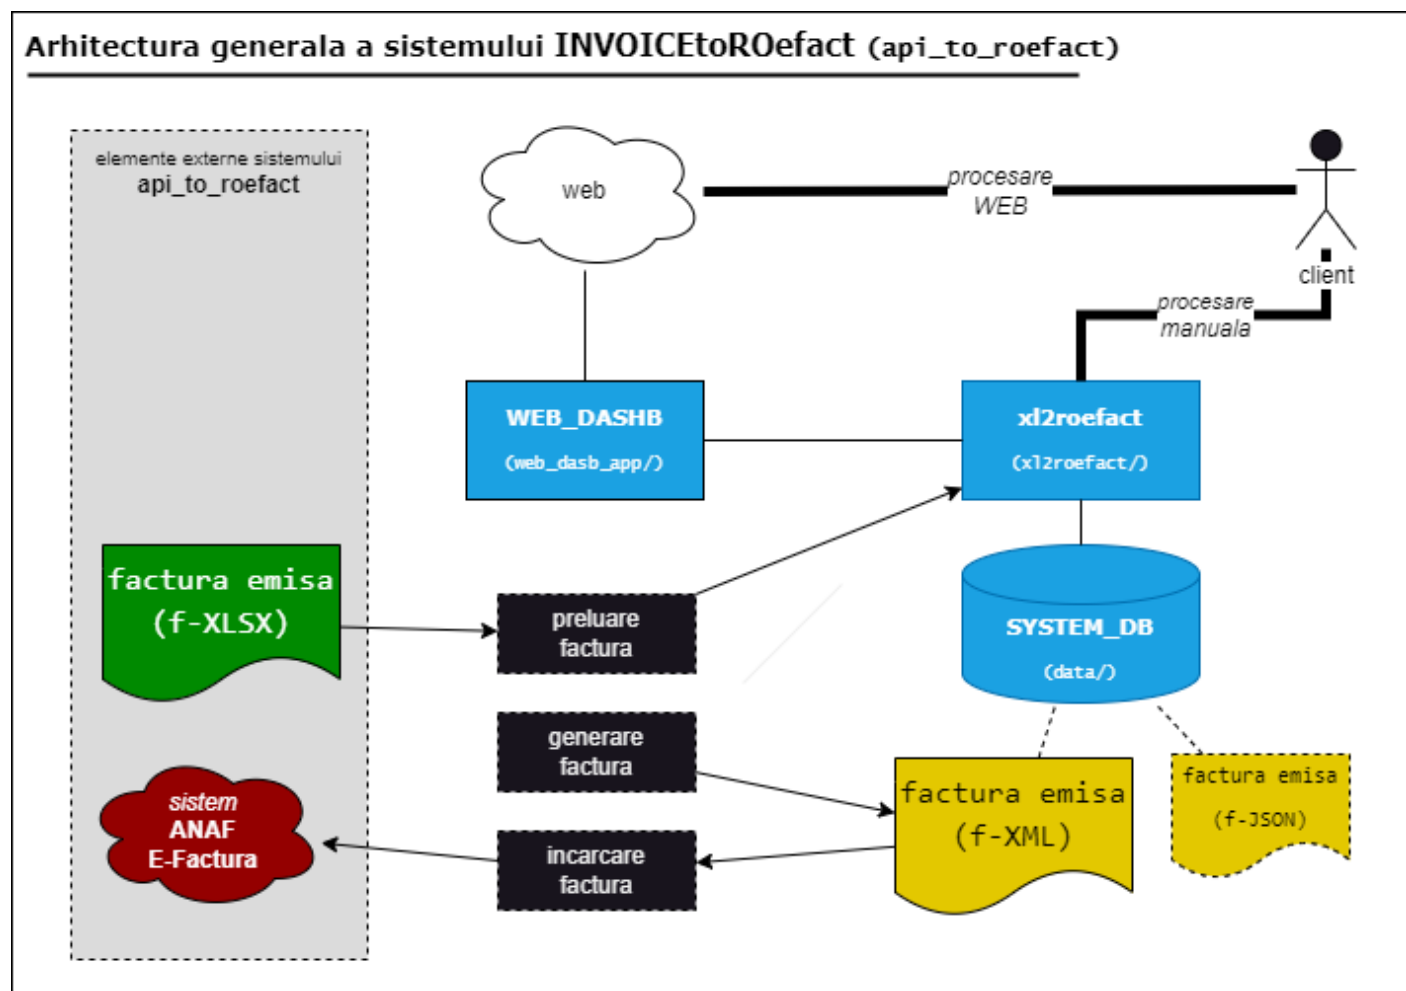 Arhitectura generala a sistemului INVOICEtoROefact (api_to_roefact)
elemente externe sistemului
api_to_roefact
web
procesare
WEB
client
procesare
manuala
WEB_DASHB
(web_dasb_app/)
xl2roefact
(xl2roefact/)
factura emisa
(f-XLSX)
preluare
factura
SYSTEM_DB
(data/)
generare
factura
factura emisa
(f-XML)
factura emisa
(f-JSON)
sistem
ANAF
E-Factura
incarcare
factura